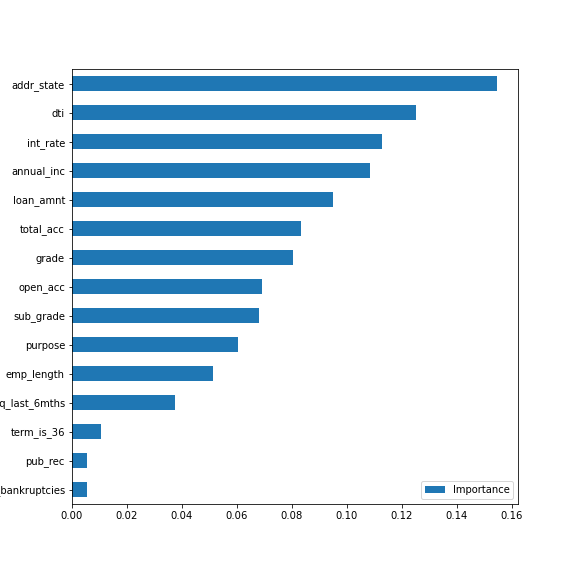 addr_state
dti
int_rate
annual_inc
loan_amnt
total_acc
grade
open_acc
sub_grade
purpose
emp_length
q_last_6mths
term_is_36
pub_rec
_bankruptcies
Importance
0.00 0.02 0.04 0.06 0.08 0.10 0.12 0.14 0.16